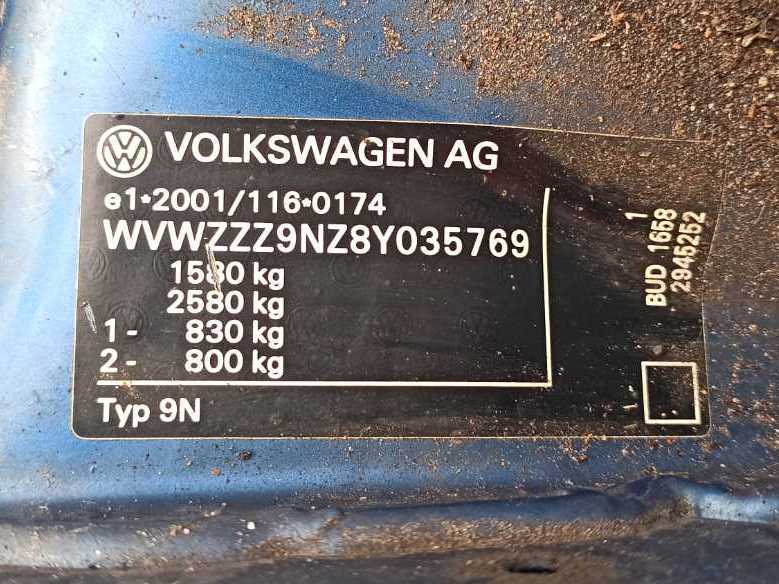 VOLKSWAGEN AG
e1*2001/116*0174
WVWZZZ9NZ8Y035769
1580 kg
2580 kg
1- 830 kg
2- 800 kg
Typ 9N
1
BUD 1658
2945252